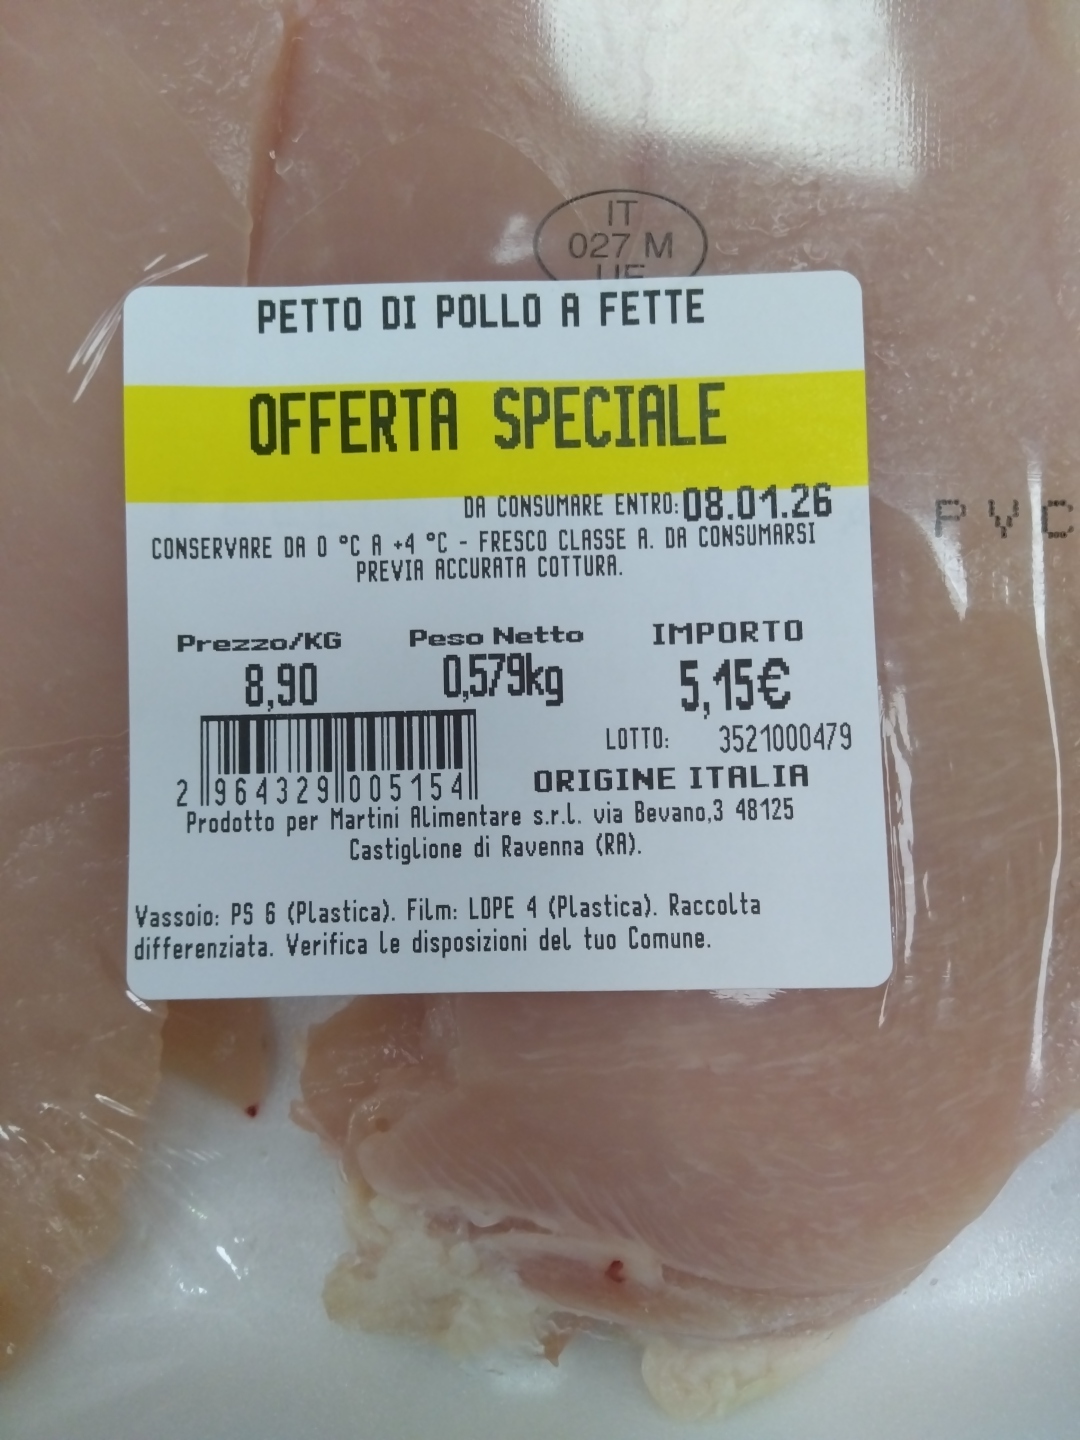 IT
027 M
UE
PETTO DI POLLO A FETTE
OFFERTA SPECIALE
DA CONSUMARE ENTRO: 08.01.26
CONSERVARE DA 0 °C A +4 °C - FRESCO CLASSE A. DA CONSUMARSI
PREVIA ACCURATA COTTURA.
Prezzo/KG Peso Netto IMPORTO
8,90 0,579kg 5,15€
LOTTO: 3521000479
2 964329 005154
ORIGINE ITALIA
Prodotto per Martini Alimentare s.r.l. via Bevano,3 48125
Castiglione di Ravenna (RA).
Vassoio: PS 6 (Plastica). Film: LDPE 4 (Plastica). Raccolta
differenziata. Verifica le disposizioni del tuo Comune.
PVC